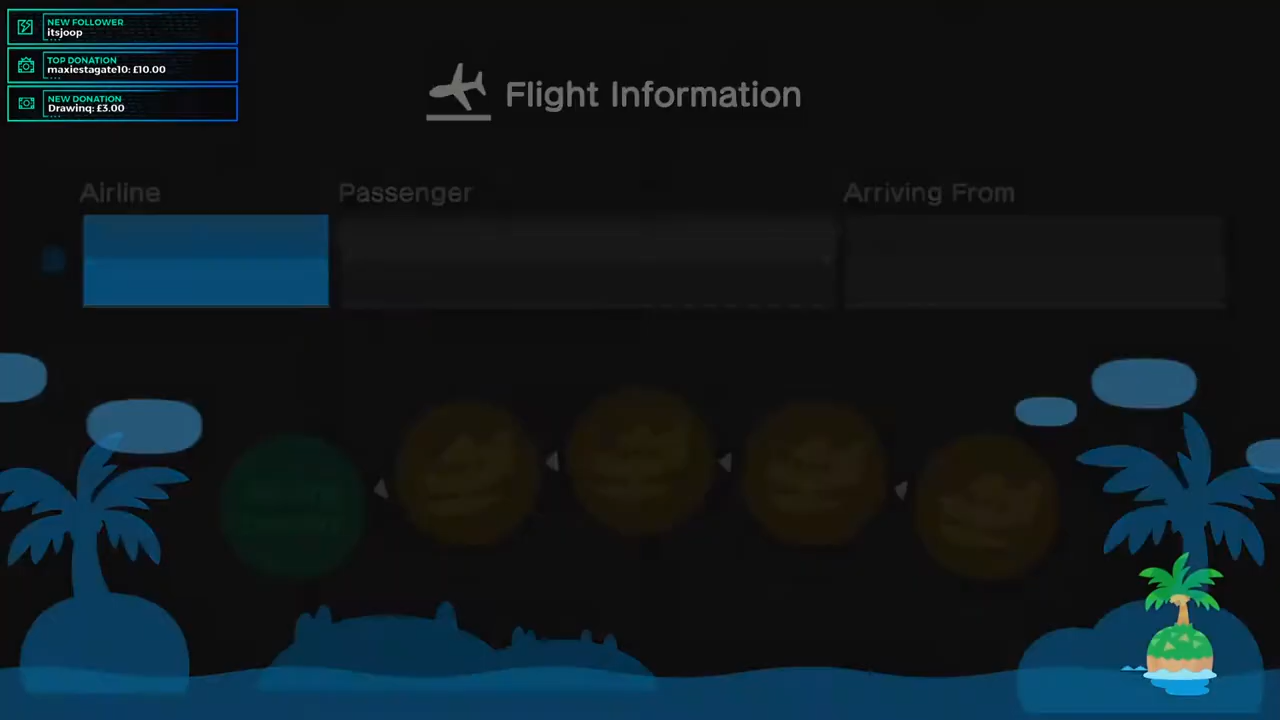 NEW FOLLOWER
itsjoop
TOP DONATION
maxiestagate10: £10.00
NEW DONATION
Drawinq: £3.00
Flight Information
Airline
Passenger
Arriving From